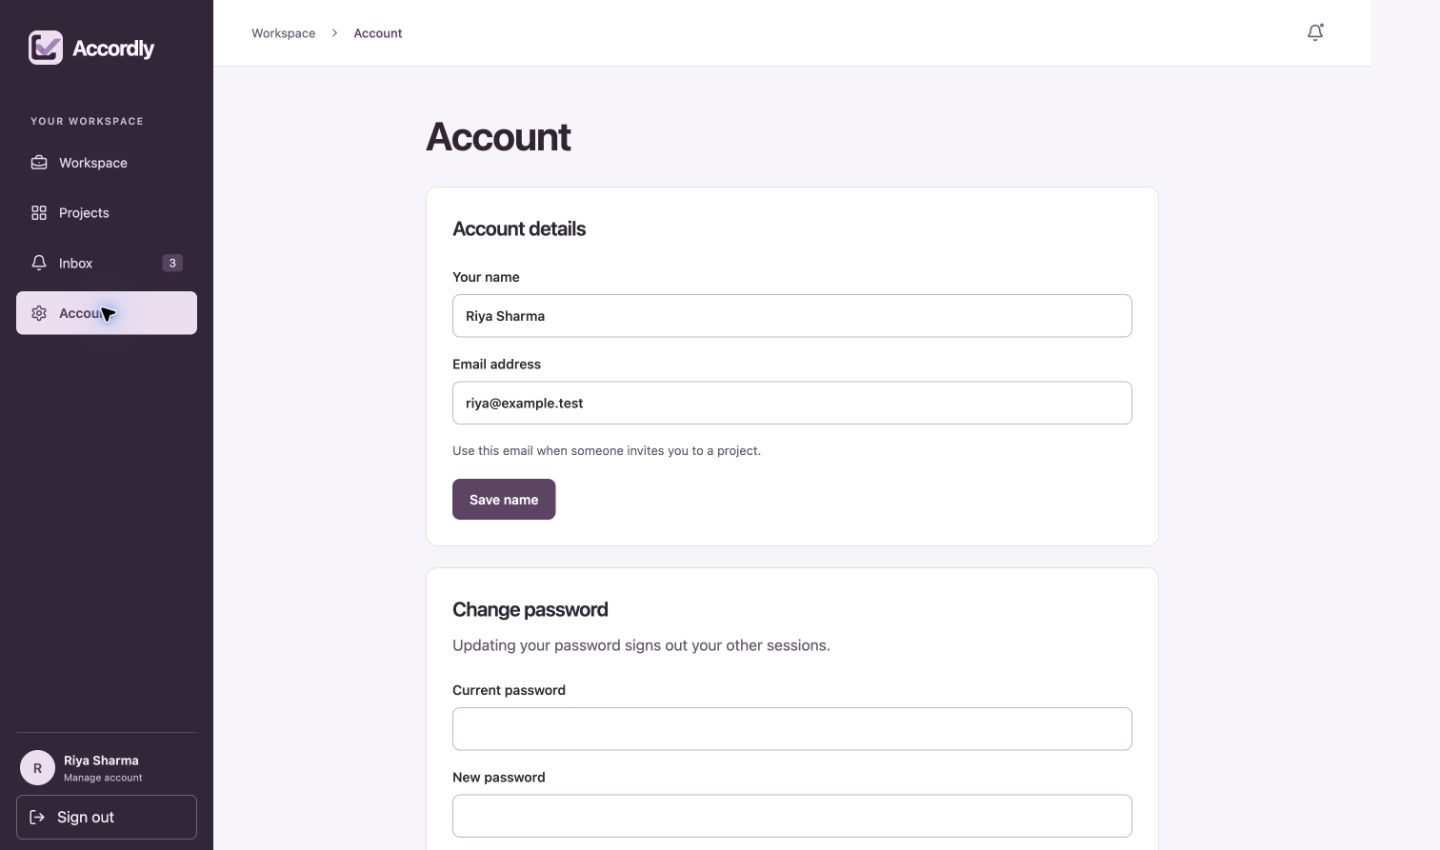 Accordly
YOUR WORKSPACE
Workspace
Projects
Inbox 3
Account
R
Riya Sharma
Manage account
Sign out
Workspace > Account
Account
Account details
Your name
Riya Sharma
Email address
riya@example.test
Use this email when someone invites you to a project.
Save name
Change password
Updating your password signs out your other sessions.
Current password
New password